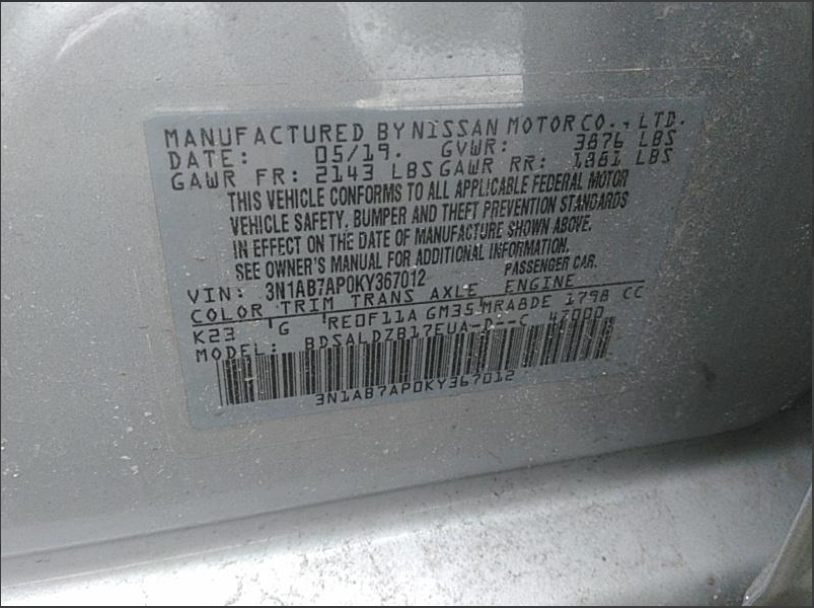 MANUFACTURED BY NISSAN MOTOR CO., LTD.
DATE: 05/19. GVWR: 3876 LBS
GAWR FR: 2143 LBS GAWR RR: 1881 LBS
THIS VEHICLE CONFORMS TO ALL APPLICABLE FEDERAL MOTOR
VEHICLE SAFETY, BUMPER AND THEFT PREVENTION STANDARDS
IN EFFECT ON THE DATE OF MANUFACTURE SHOWN ABOVE.
SEE OWNER'S MANUAL FOR ADDITIONAL INFORMATION.
VIN: 3N1AB7AP0KY367012 PASSENGER CAR.
COLOR TRIM TRANS AXLE ENGINE
K23 G RE0F11A GM35 MRA8DE 1798 CC
MODEL: BDSALDZB17EUA-D--C 47000
3N1AB7AP0KY367012